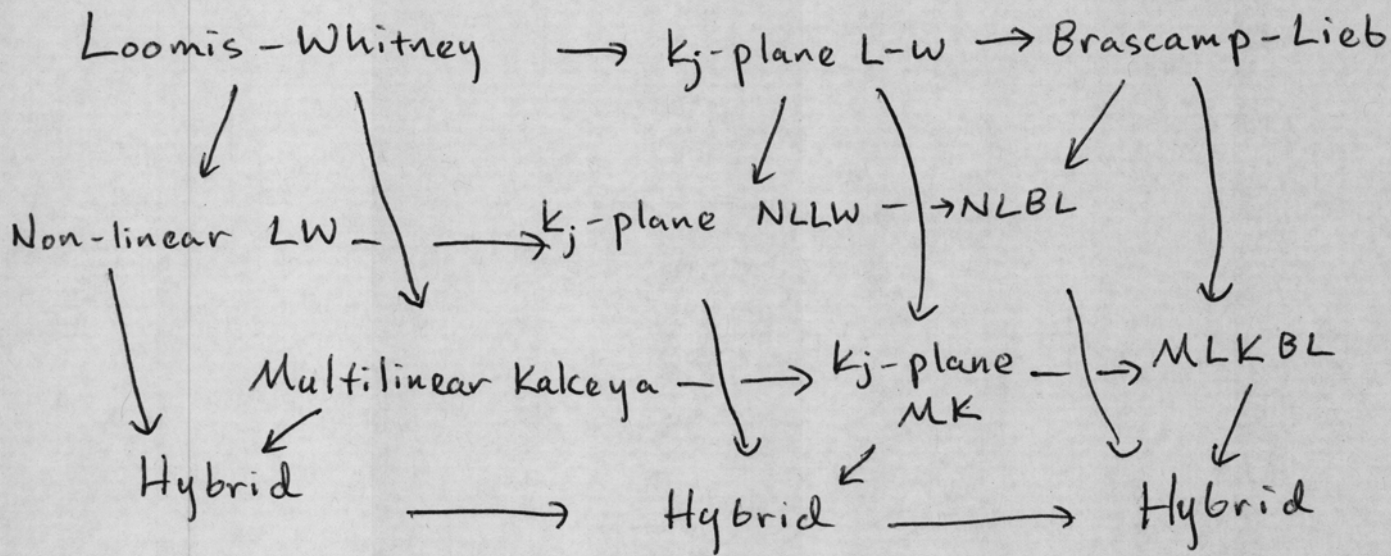 Loomis-Whitney → kj-plane L-W → Brascamp-Lieb
Non-linear LW → kj-plane NLLW → NLBL
Multilinear Kakeya → kj-plane MK → MLKBL
Hybrid → Hybrid → Hybrid